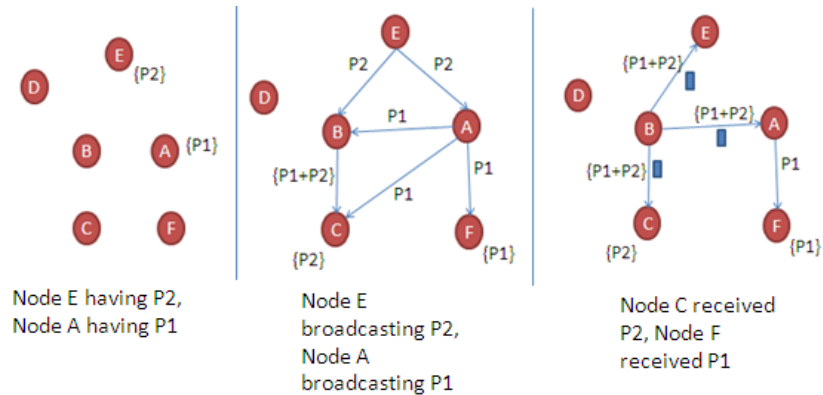 E
{P2}
D
B
A
{P1}
C
F
Node E having P2,
Node A having P1
E
P2
P2
D
B
P1
A
{P1+P2}
P1
P1
C
F
{P2}
{P1}
Node E
broadcasting P2,
Node A
broadcasting P1
E
{P1+P2}
D
{P1+P2}
B
A
{P1+P2}
P1
C
F
{P2}
{P1}
Node C received
P2, Node F
received P1